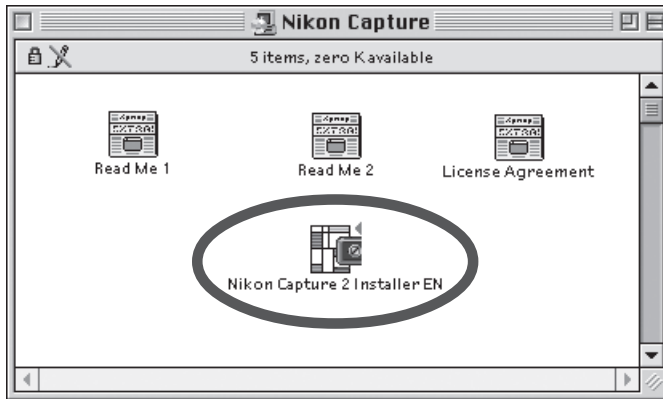 Nikon Capture
5 items, zero K available
Read Me 1
Read Me 2
License Agreement
Nikon Capture 2 Installer EN